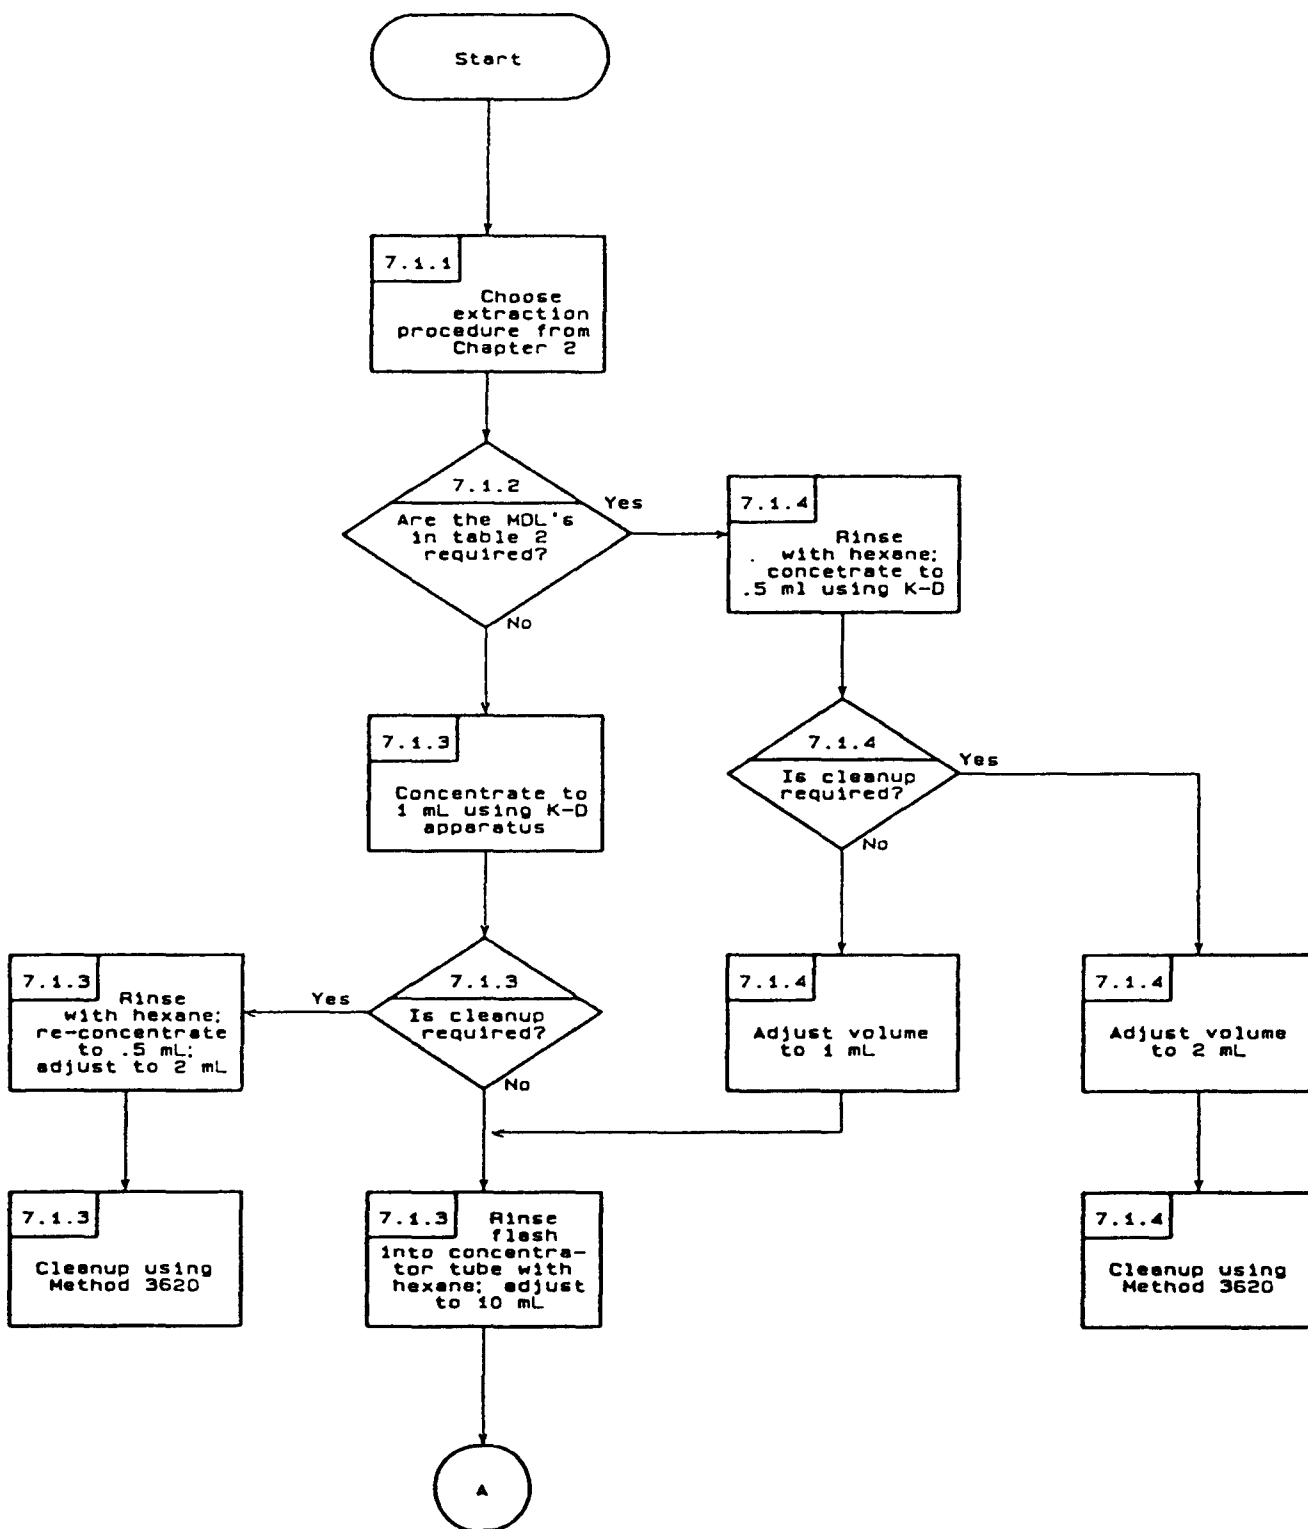 Start
7.1.1
Choose
extraction
procedure from
Chapter 2
7.1.2
Are the MDL's
in table 2
required?
Yes
No
7.1.4
Rinse
with hexane;
concetrate to
.5 ml using K-D
7.1.3
Concentrate to
1 mL using K-D
apparatus
7.1.4
Is cleanup
required?
Yes
No
7.1.3
Rinse
with hexane;
re-concentrate
to .5 mL;
adjust to 2 mL
Yes
7.1.3
Is cleanup
required?
No
7.1.4
Adjust volume
to 1 mL
7.1.4
Adjust volume
to 2 mL
7.1.3
Cleanup using
Method 3620
7.1.3
Rinse
flash
into concentra-
tor tube with
hexane; adjust
to 10 mL
7.1.4
Cleanup using
Method 3620
A